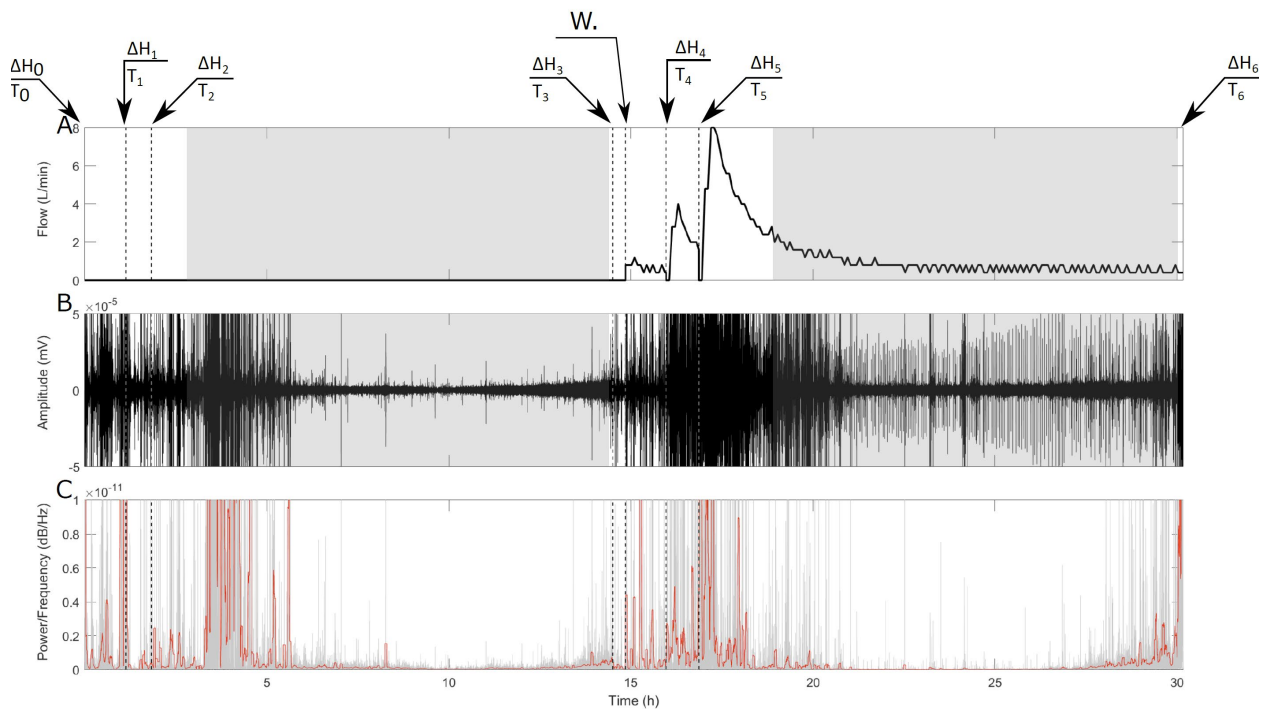 W.
ΔH0
T0
ΔH1
T1
ΔH2
T2
ΔH3
T3
ΔH4
T4
ΔH5
T5
ΔH6
T6
A
8
6
4
2
0
Flow (L/min)
B
×10-5
5
0
-5
Amplitude (mV)
C
×10-11
1
0.8
0.6
0.4
0.2
0
Power/Frequency (dB/Hz)
5 10 15 20 25 30
Time (h)